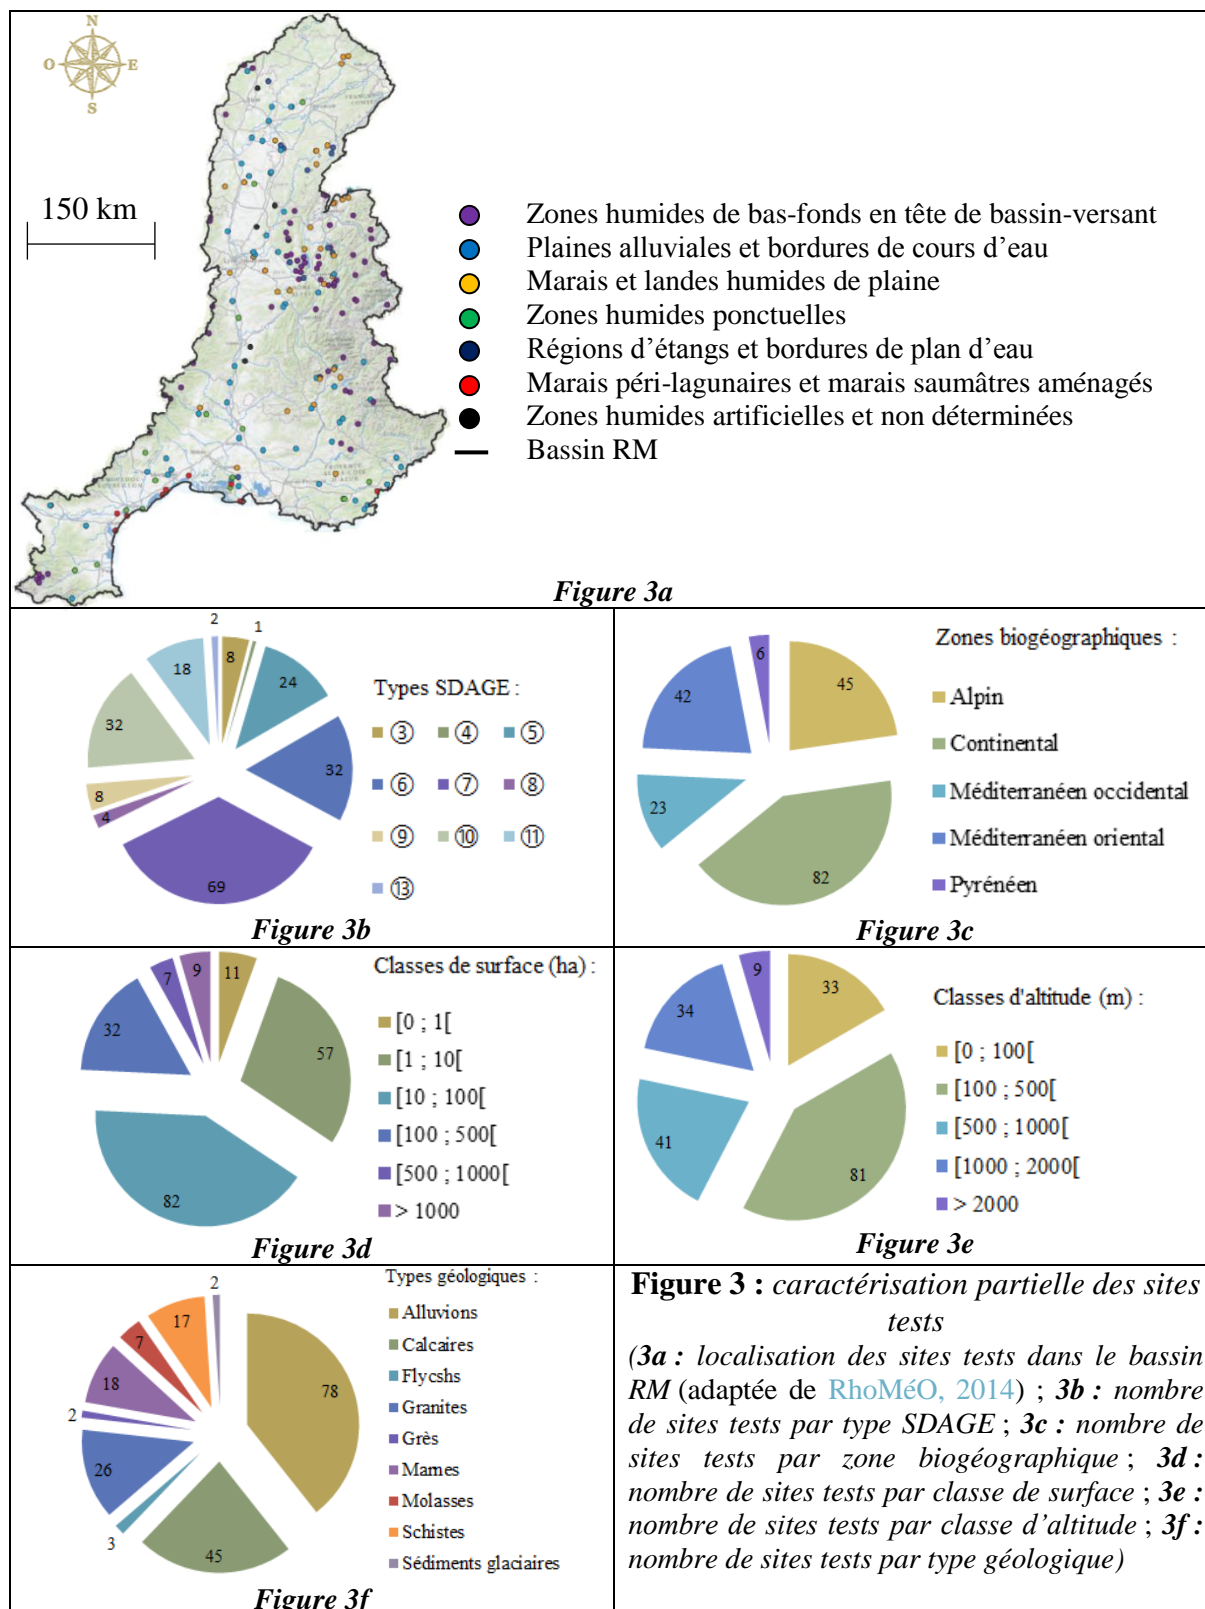 N
O
E
S
150 km
Zones humides de bas-fonds en tête de bassin-versant
Plaines alluviales et bordures de cours d'eau
Marais et landes humides de plaine
Zones humides ponctuelles
Régions d'étangs et bordures de plan d'eau
Marais péri-lagunaires et marais saumâtres aménagés
Zones humides artificielles et non déterminées
Bassin RM
Figure 3a
2
8
1
24
32
69
4
8
32
18
Types SDAGE :
③ ④ ⑤
⑥ ⑦ ⑧
⑨ ⑩ ⑪
⑬
Figure 3b
6
45
42
23
82
Zones biogéographiques :
Alpin
Continental
Méditerranéen occidental
Méditerranéen oriental
Pyrénéen
Figure 3c
7
9
11
32
57
82
Classes de surface (ha) :
[0 ; 1[
[1 ; 10[
[10 ; 100[
[100 ; 500[
[500 ; 1000[
> 1000
Figure 3d
9
33
34
41
81
Classes d'altitude (m) :
[0 ; 100[
[100 ; 500[
[500 ; 1000[
[1000 ; 2000[
> 2000
Figure 3e
2
17
7
18
2
26
3
45
78
Types géologiques :
Alluvions
Calcaires
Flycshs
Granites
Grès
Marnes
Molasses
Schistes
Sédiments glaciaires
Figure 3f
Figure 3 : caractérisation partielle des sites
tests
(3a : localisation des sites tests dans le bassin
RM (adaptée de RhoMéO, 2014) ; 3b : nombre
de sites tests par type SDAGE ; 3c : nombre de
sites tests par zone biogéographique ; 3d :
nombre de sites tests par classe de surface ; 3e :
nombre de sites tests par classe d'altitude ; 3f :
nombre de sites tests par type géologique)